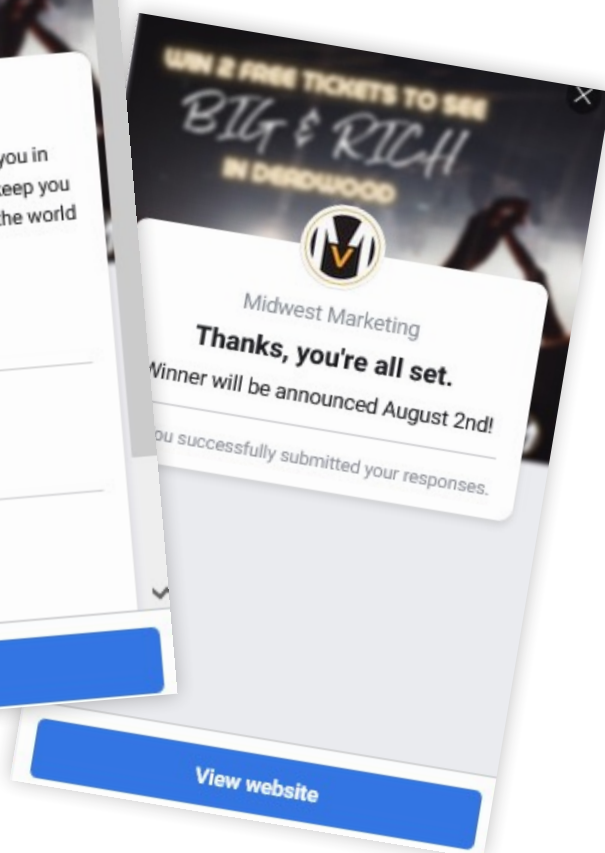 you in
keep you
the world
WIN 2 FREE TICKETS TO SEE
BIG & RICH
IN DEADWOOD
MV
Midwest Marketing
Thanks, you're all set.
Winner will be announced August 2nd!
ou successfully submitted your responses.
View website